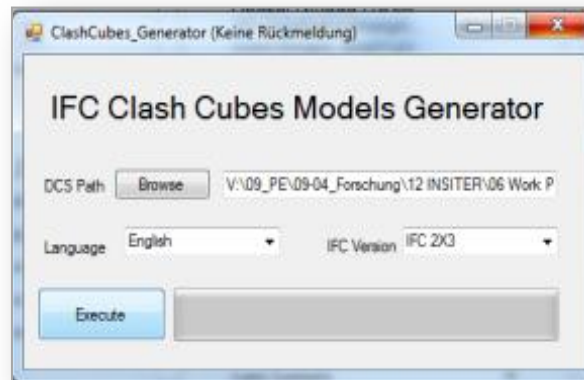 ClashCubes_Generator (Keine Rückmeldung)
IFC Clash Cubes Models Generator
DCS Path Browse V:\09_PE\09-04_Forschung\12 INSITER\06 Work P
Language English IFC Version IFC 2X3
Execute